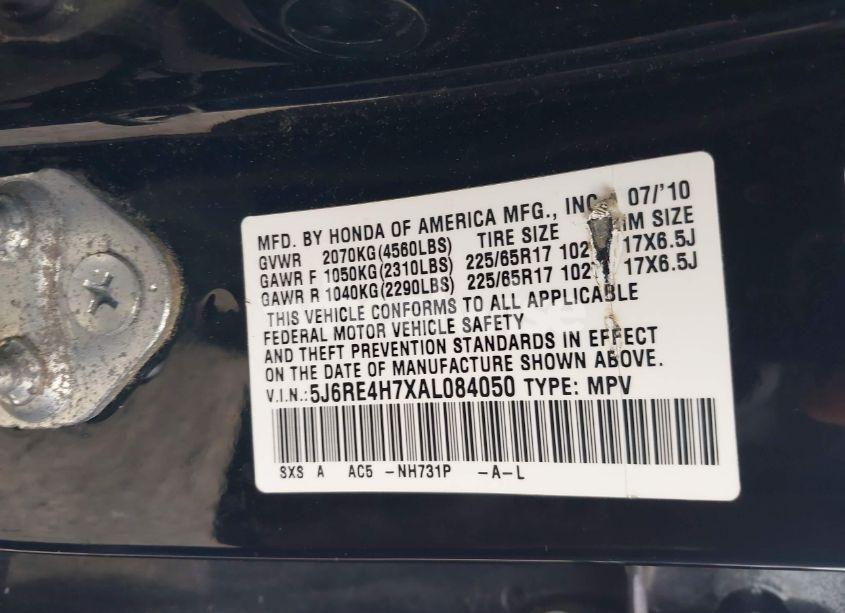 MFD. BY HONDA OF AMERICA MFG., INC. 07/'10
GVWR 2070KG(4560LBS) TIRE SIZE SIZE
GAWR F 1050KG(2310LBS) 225/65R17 17X6.5J
GAWR R 1040KG(2290LBS) 225/65R17 17X6.5J
THIS VEHICLE CONFORMS TO ALL APPLICABLE
FEDERAL MOTOR VEHICLE SAFETY
AND THEFT PREVENTION STANDARDS IN EFFECT
ON THE DATE OF MANUFACTURE SHOWN ABOVE.
V.I.N.:5J6RE4H7XAL084050 TYPE: MPV
SXS A AC5 -NH731P -A-L